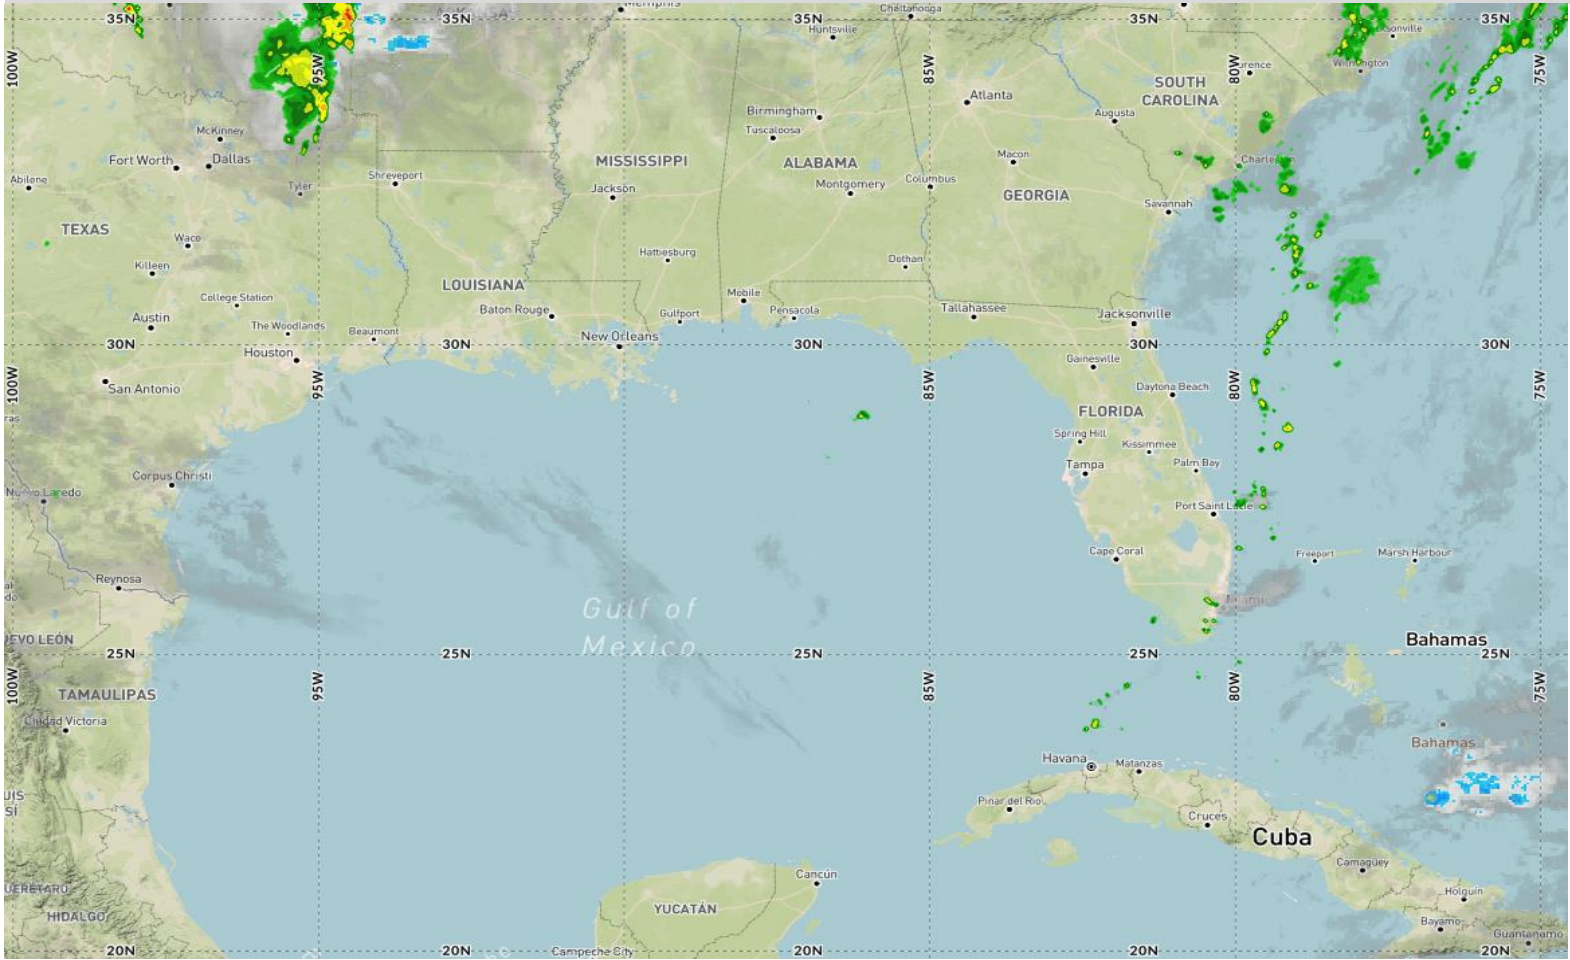 Memphis
ARKANSAS
Chattanooga
35N
35N
35N
35N
35N
Huntsville
100W
95W
85W
80W
75W
Wilmington
SOUTH
CAROLINA
Atlanta
Birmingham
Augusta
Tuscaloosa
McKinney
Fort Worth
Dallas
MISSISSIPPI
ALABAMA
Macon
Charleston
Abilene
Tyler
Shreveport
Jackson
Montgomery
Columbus
GEORGIA
Savannah
TEXAS
Waco
Killeen
Hattiesburg
Dothan
LOUISIANA
College Station
Mobile
Austin
The Woodlands
Beaumont
Baton Rouge
Gulfport
Pensacola
Tallahassee
Jacksonville
New Orleans
30N
30N
30N
30N
30N
Houston
Gainesville
100W
95W
85W
80W
75W
San Antonio
Daytona Beach
FLORIDA
Spring Hill
Kissimmee
Tampa
Palm Bay
Corpus Christi
Nuevo Laredo
Port Saint Lucie
Cape Coral
Freeport
Marsh Harbour
Reynosa
Miami
Gulf of
Mexico
Bahamas
25N
25N
25N
25N
25N
100W
95W
85W
80W
75W
TAMAULIPAS
Ciudad Victoria
Bahamas
Havana
Matanzas
Pinar del Río
Cruces
Cuba
Camagüey
Cancún
Holguín
YUCATÁN
HIDALGO
Bayamo
Guantánamo
20N
20N
Campeche City
20N
20N
20N